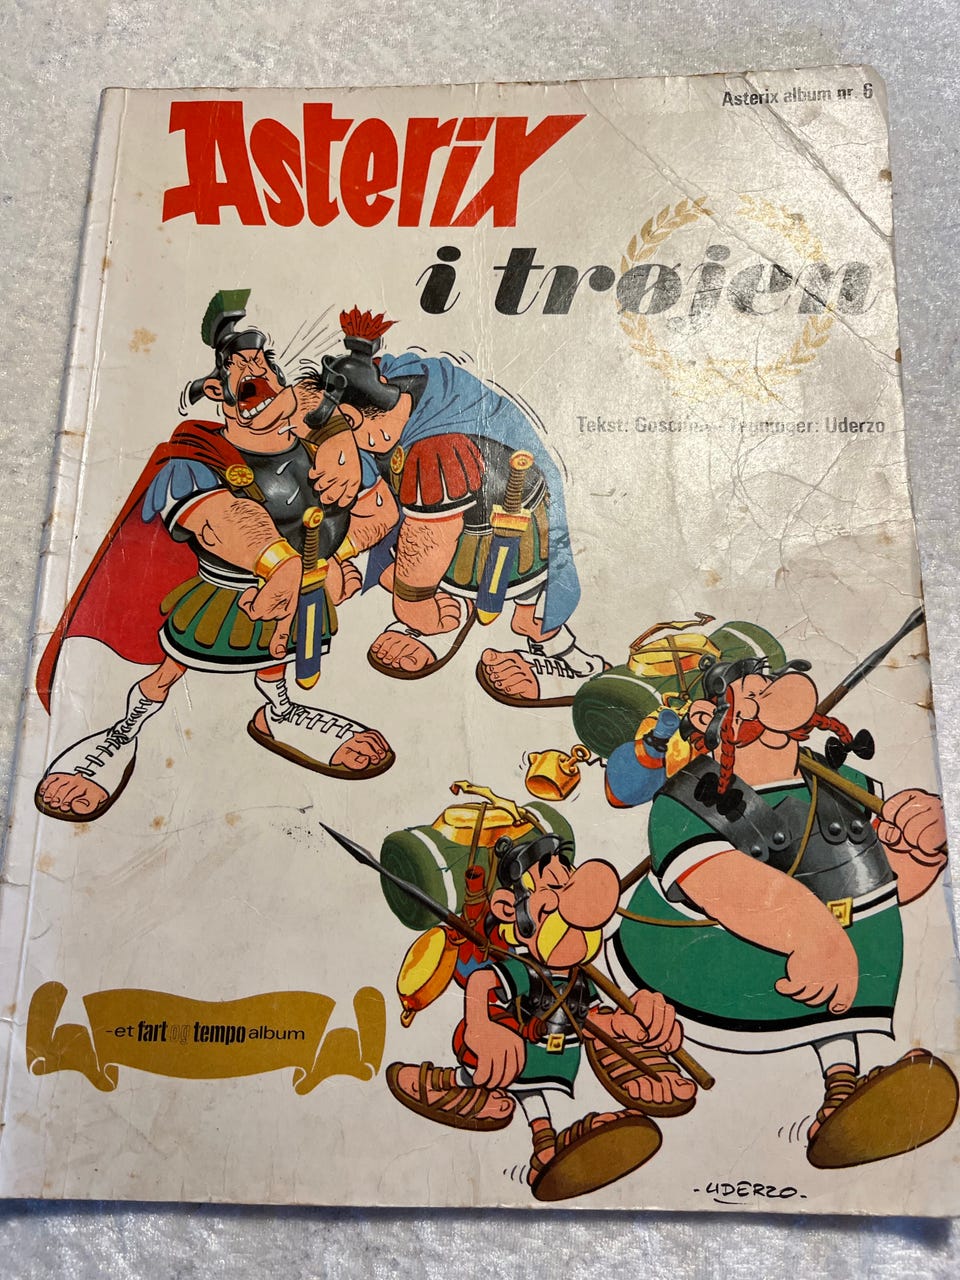 Asterix album nr. 6
Asterix
i trøjen
Tekst: Goscinny - Tegninger: Uderzo
- et fart og tempo album
- UDERZO -